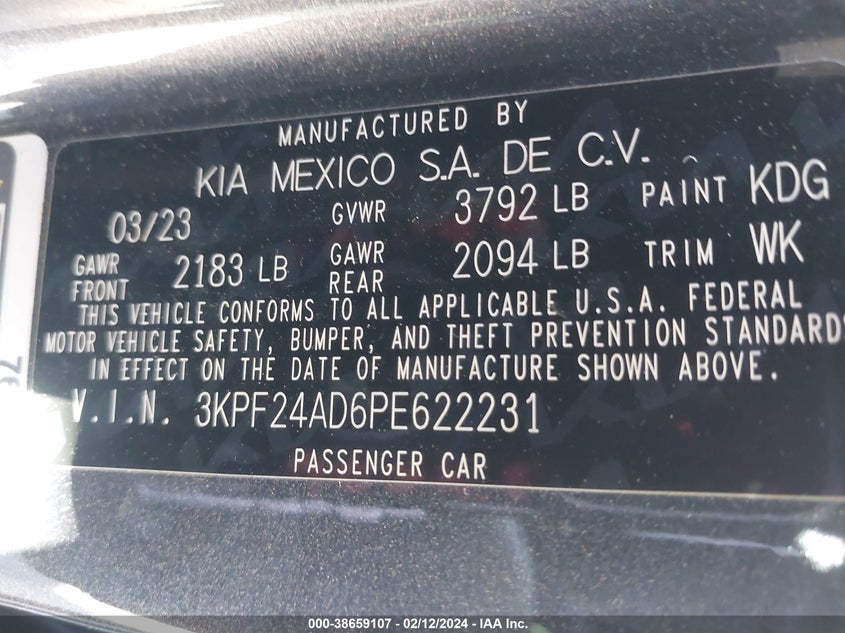 MANUFACTURED BY
KIA MEXICO S.A. DE C.V.
03/23 GVWR 3792 LB PAINT KDG
GAWR FRONT 2183 LB GAWR REAR 2094 LB TRIM WK
THIS VEHICLE CONFORMS TO ALL APPLICABLE U.S.A. FEDERAL
MOTOR VEHICLE SAFETY, BUMPER, AND THEFT PREVENTION STANDARD
IN EFFECT ON THE DATE OF MANUFACTURE SHOWN ABOVE.
V.I.N. 3KPF24AD6PE622231
PASSENGER CAR
000-38659107 - 02/12/2024 - IAA Inc.